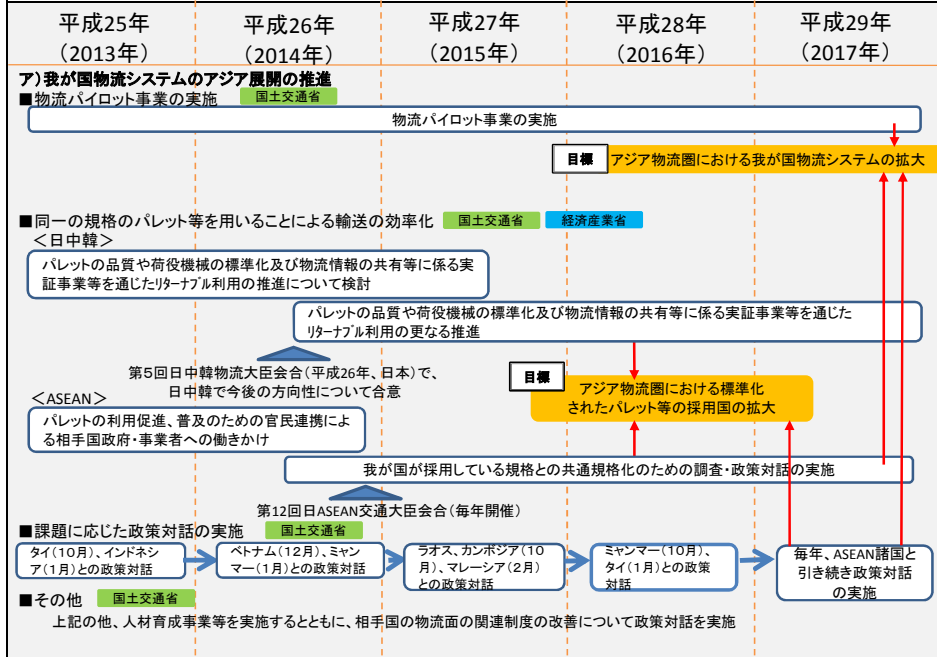 平成25年
(2013年)
平成26年
(2014年)
平成27年
(2015年)
平成28年
(2016年)
平成29年
(2017年)
ア)我が国物流システムのアジア展開の推進
■物流パイロット事業の実施
国土交通省
物流パイロット事業の実施
目標
アジア物流圏における我が国物流システムの拡大
■同一の規格のパレット等を用いることによる輸送の効率化
国土交通省
経済産業省
<日中韓>
パレットの品質や荷役機械の標準化及び物流情報の共有等に係る実
証事業等を通じたリターナブル利用の推進について検討
パレットの品質や荷役機械の標準化及び物流情報の共有等に係る実証事業等を通じた
リターナブル利用の更なる推進
第5回日中韓物流大臣会合(平成26年、日本)で、
日中韓で今後の方向性について合意
目標
アジア物流圏における標準化
されたパレット等の採用国の拡大
<ASEAN>
パレットの利用促進、普及のための官民連携によ
る相手国政府・事業者への働きかけ
我が国が採用している規格との共通規格化のための調査・政策対話の実施
第12回日ASEAN交通大臣会合(毎年開催)
■課題に応じた政策対話の実施
国土交通省
タイ(10月)、インドネ
シア(1月)との政策対話
ベトナム(12月)、ミャン
マー(1月)との政策対話
ラオス、カンボジア(10
月)、マレーシア(2月)
との政策対話
ミャンマー(10月)、
タイ(1月)との政策
対話
毎年、ASEAN諸国と
引き続き政策対話
の実施
■その他
国土交通省
上記の他、人材育成事業等を実施するとともに、相手国の物流面の関連制度の改善について政策対話を実施